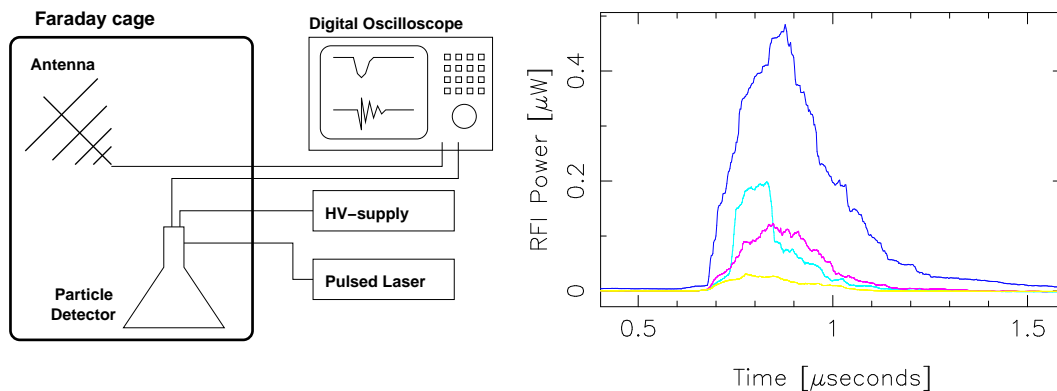 Faraday cage
Digital Oscilloscope
Antenna
HV−supply
Pulsed Laser
Particle
Detector
RFI Power [μW]
0
0.2
0.4
0.5
1
1.5
Time [μseconds]